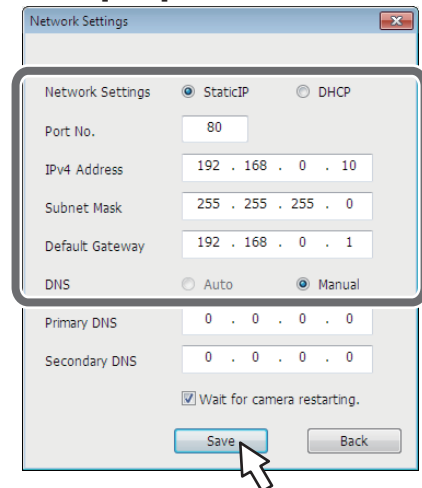 Network Settings
Network Settings StaticIP DHCP
Port No. 80
IPv4 Address 192 . 168 . 0 . 10
Subnet Mask 255 . 255 . 255 . 0
Default Gateway 192 . 168 . 0 . 1
DNS Auto Manual
Primary DNS 0 . 0 . 0 . 0
Secondary DNS 0 . 0 . 0 . 0
Wait for camera restarting.
Save Back